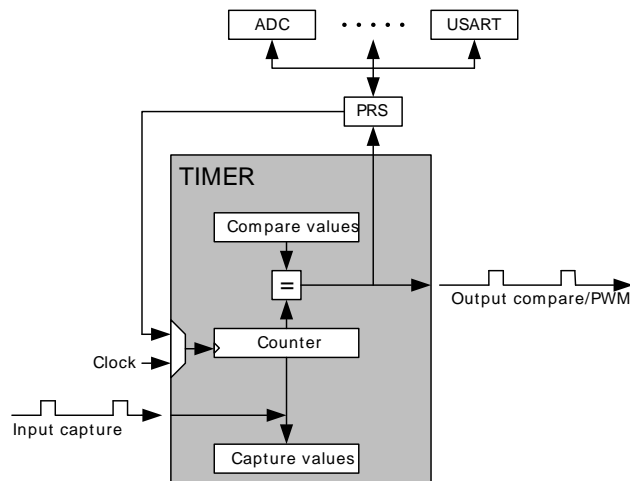 ADC
USART
PRS
TIMER
Compare values
=
Output compare/PWM
Counter
Clock
Input capture
Capture values